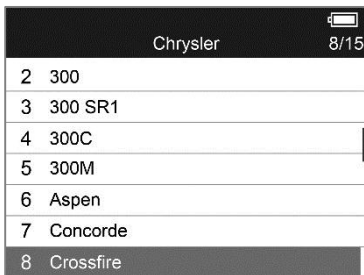 Chrysler 8/15
2 300
3 300 SR1
4 300C
5 300M
6 Aspen
7 Concorde
8 Crossfire